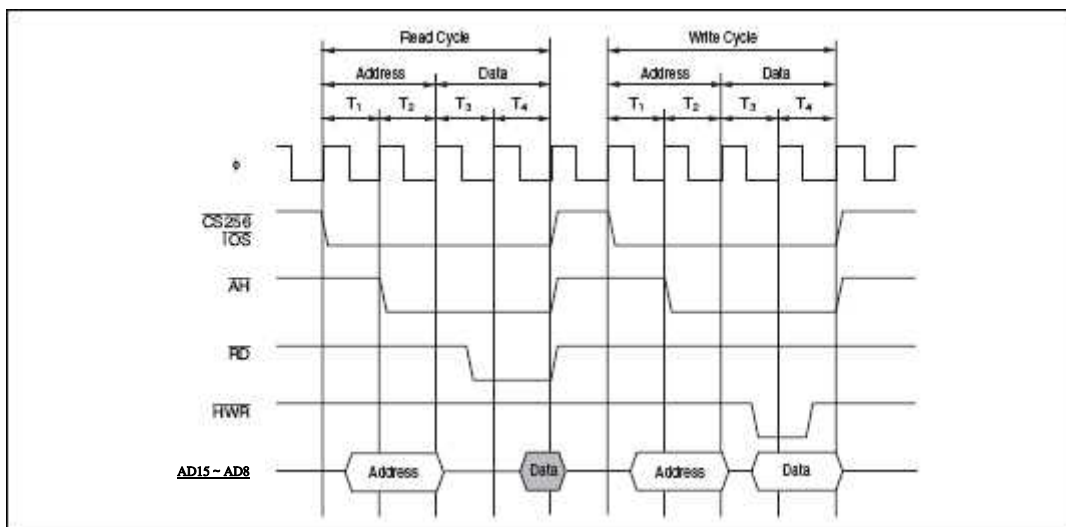 Read Cycle Write Cycle
Address Data Address Data
T1 T2 T3 T4 T1 T2 T3 T4
ϕ
CS256
IOS
AH
RD
HWR
AD15 ~ AD8 Address Data Address Data